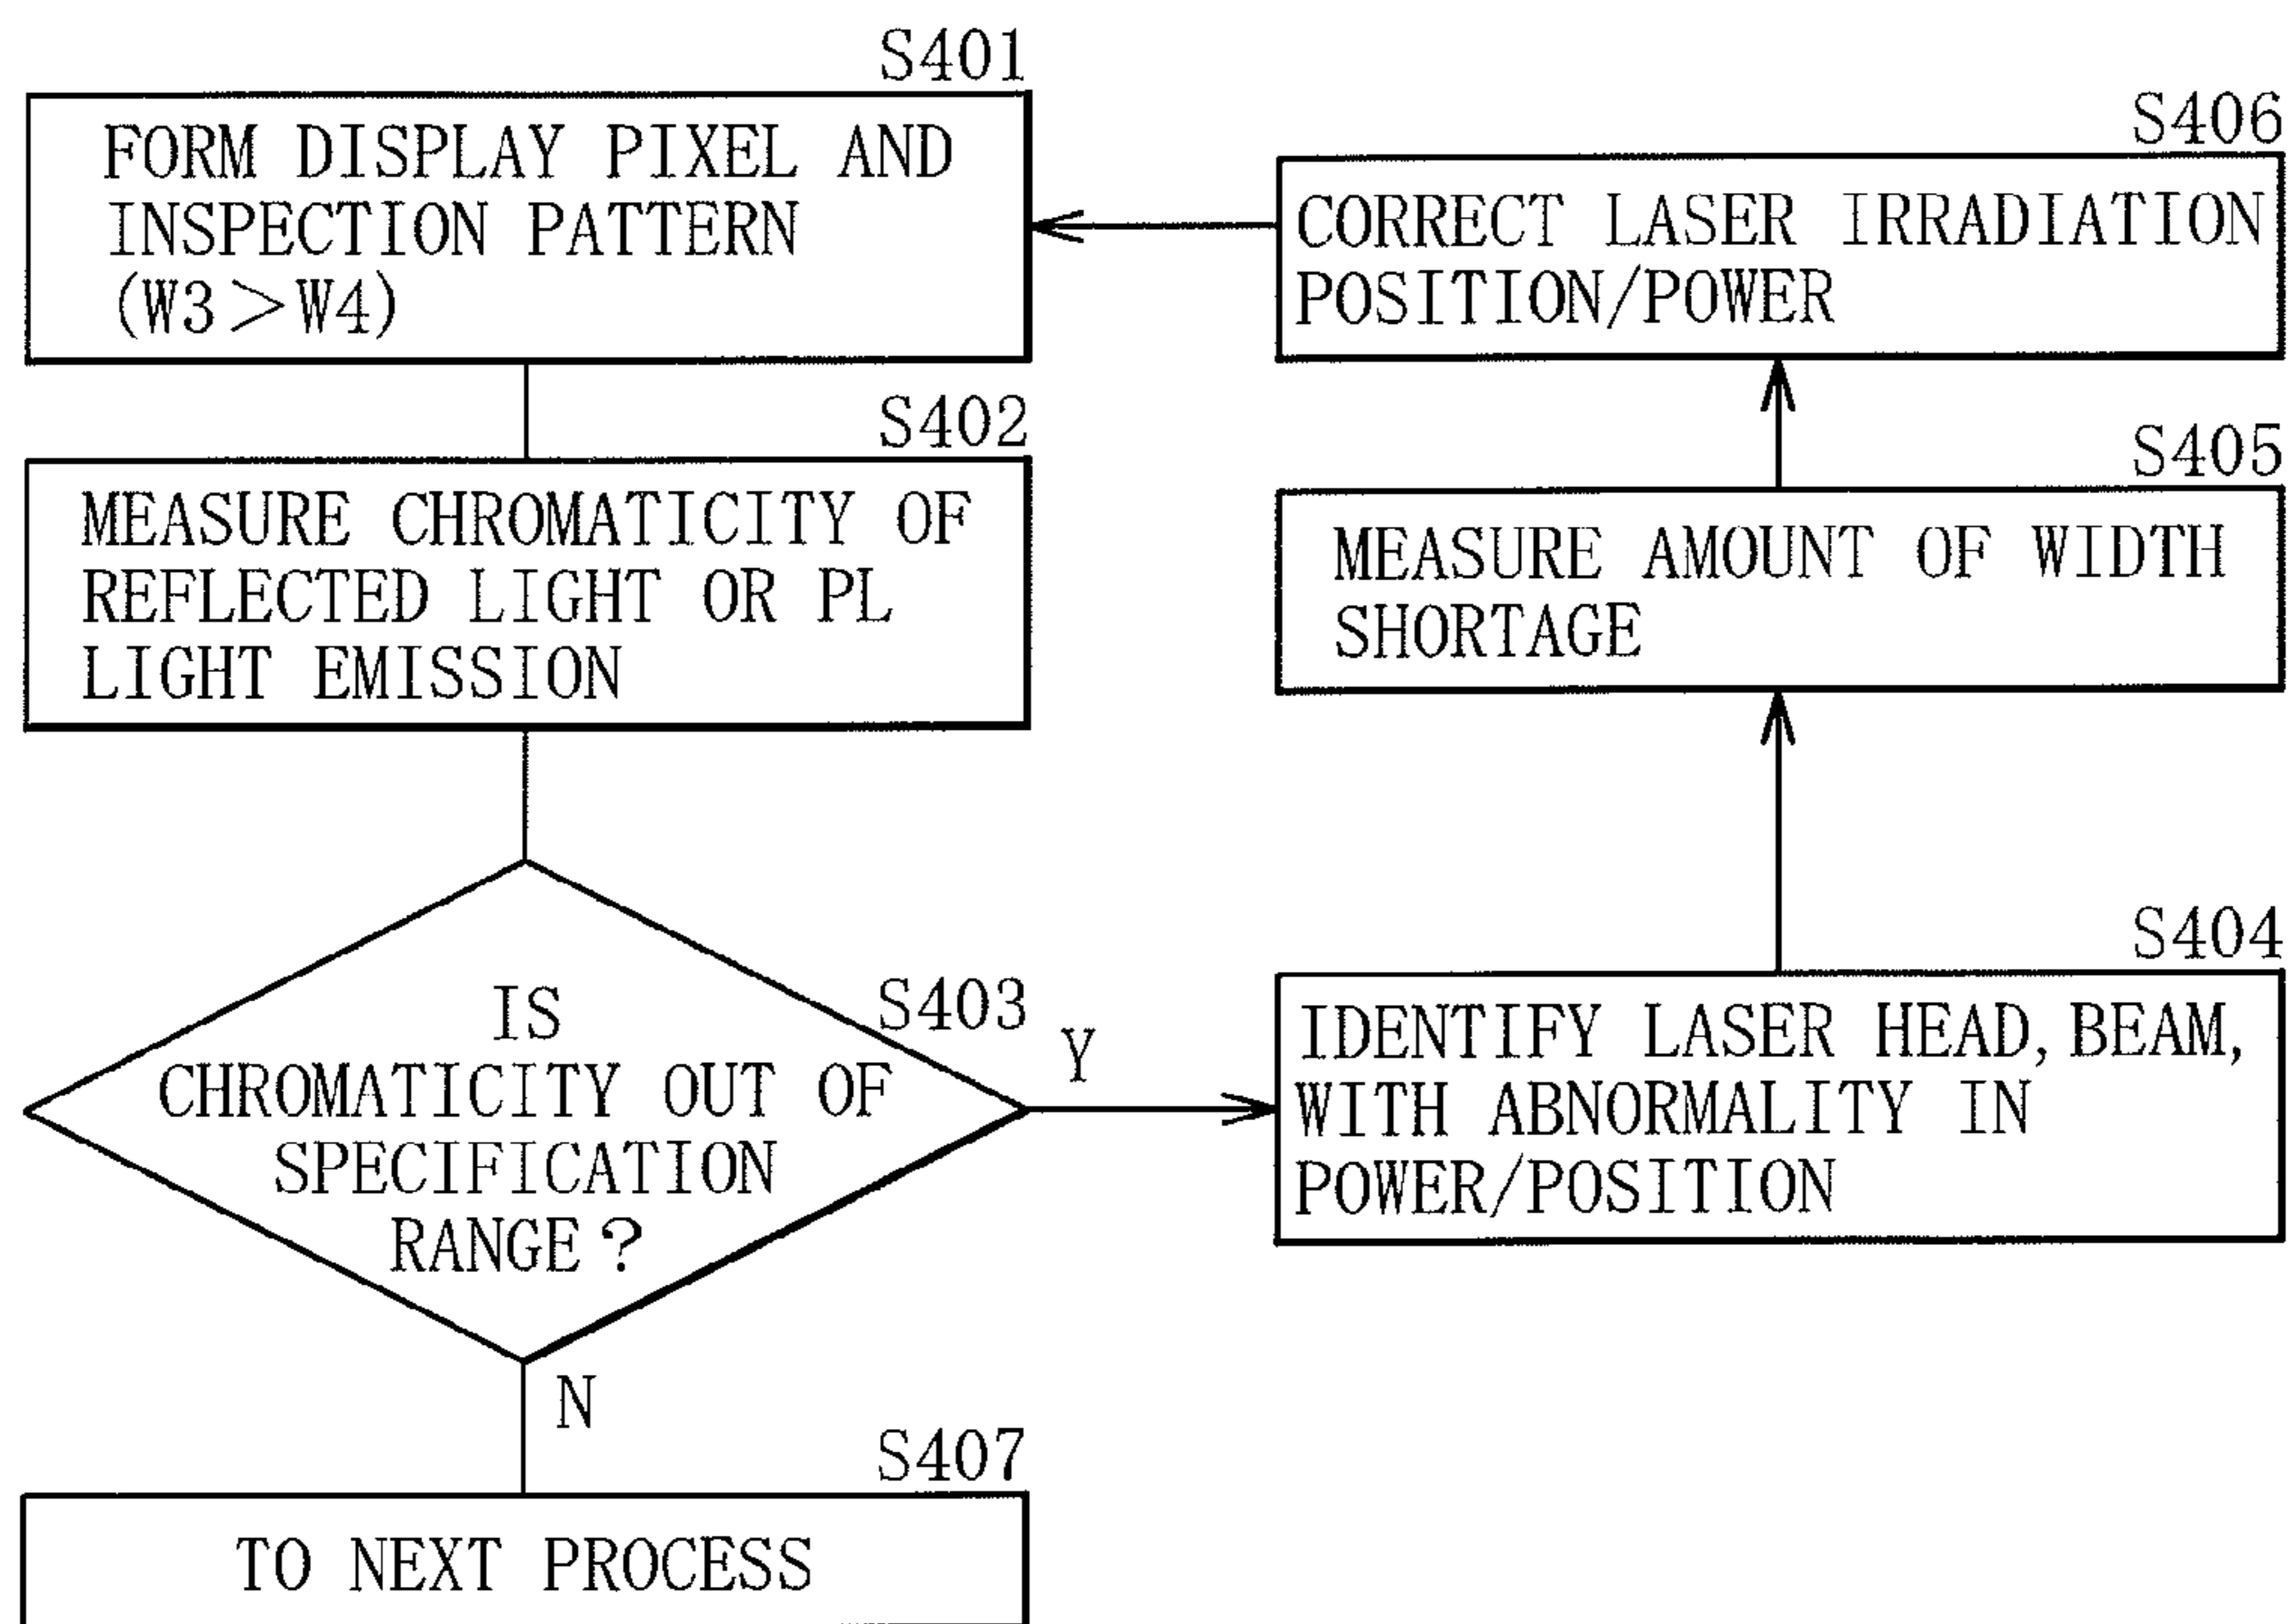 S401
FORM DISPLAY PIXEL AND
INSPECTION PATTERN
(W3>W4)
S402
MEASURE CHROMATICITY OF
REFLECTED LIGHT OR PL
LIGHT EMISSION
S403
IS
CHROMATICITY OUT OF
SPECIFICATION
RANGE?
Y
N
S404
IDENTIFY LASER HEAD, BEAM,
WITH ABNORMALITY IN
POWER/POSITION
S405
MEASURE AMOUNT OF WIDTH
SHORTAGE
S406
CORRECT LASER IRRADIATION
POSITION/POWER
S407
TO NEXT PROCESS